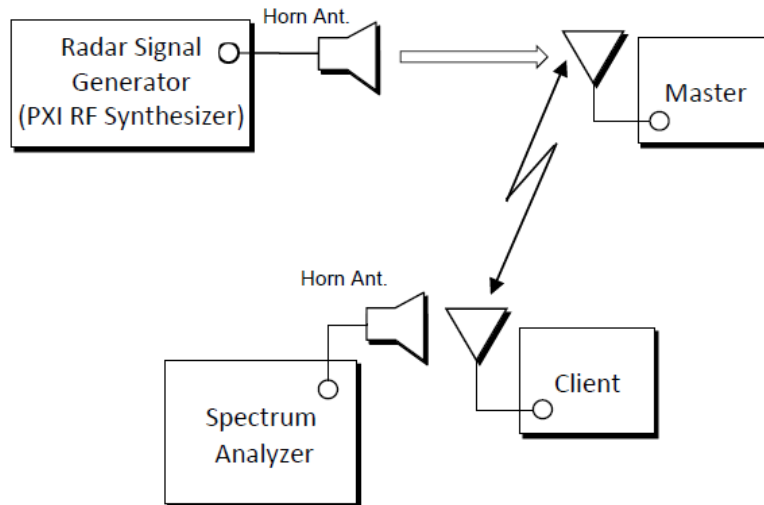 Horn Ant.
Radar Signal
Generator
(PXI RF Synthesizer)
Master
Horn Ant.
Client
Spectrum
Analyzer